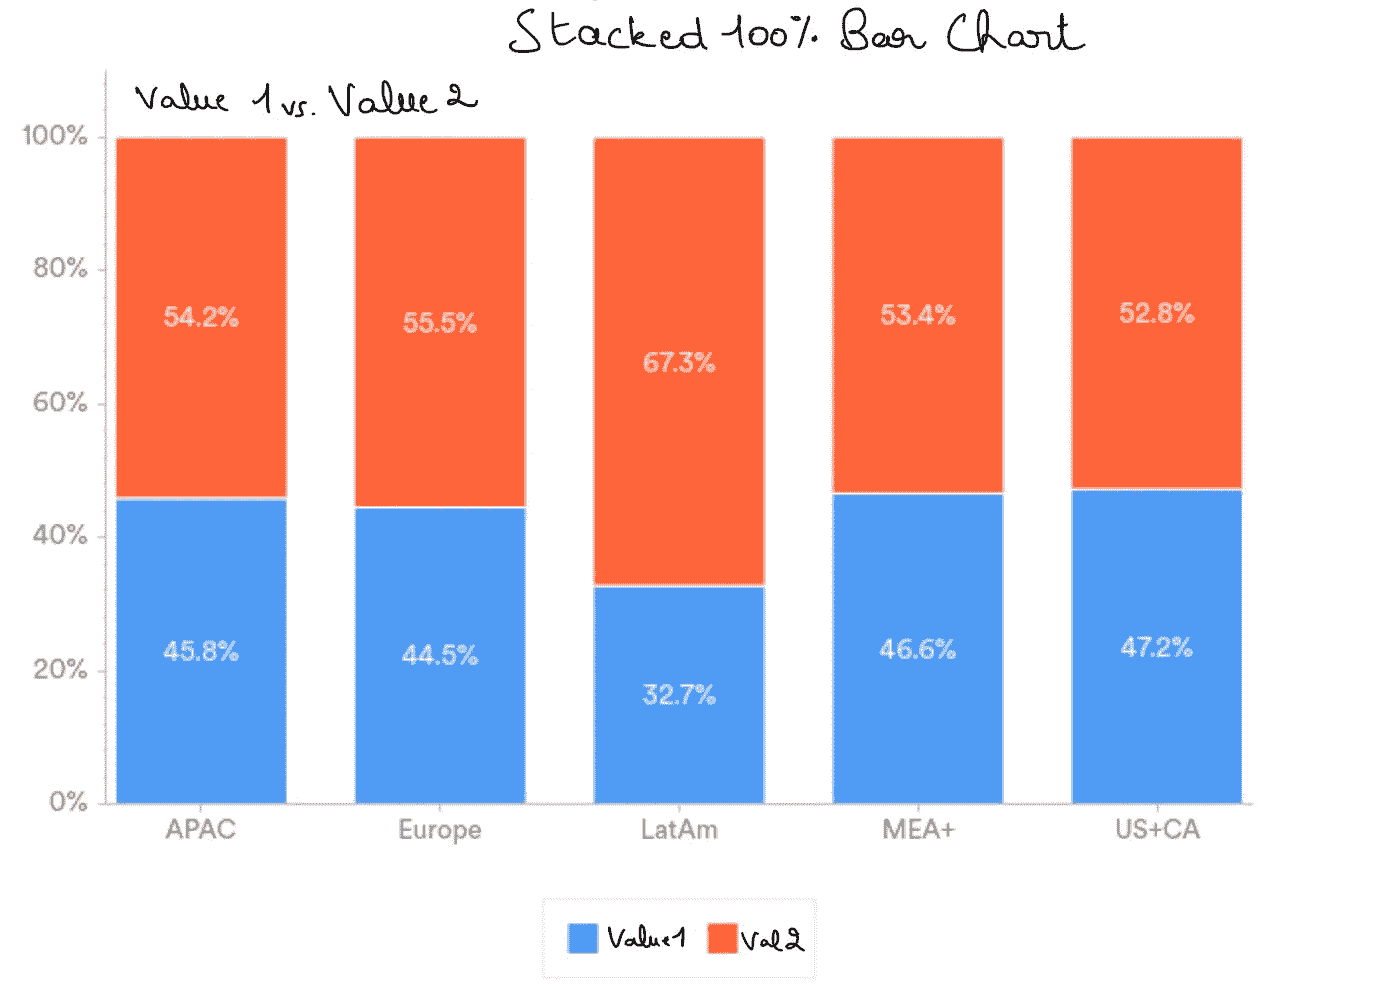 Stacked 100% Bar Chart
Value 1 vs. Value 2
100%
80%
60%
40%
20%
0%
54.2%
55.5%
67.3%
53.4%
52.8%
45.8%
44.5%
32.7%
46.6%
47.2%
APAC
Europe
LatAm
MEA+
US+CA
Value1
Val2